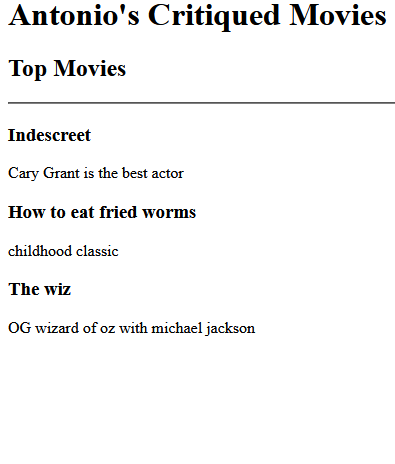 Antonio's Critiqued Movies
Top Movies
Indescreet
Cary Grant is the best actor
How to eat fried worms
childhood classic
The wiz
OG wizard of oz with michael jackson